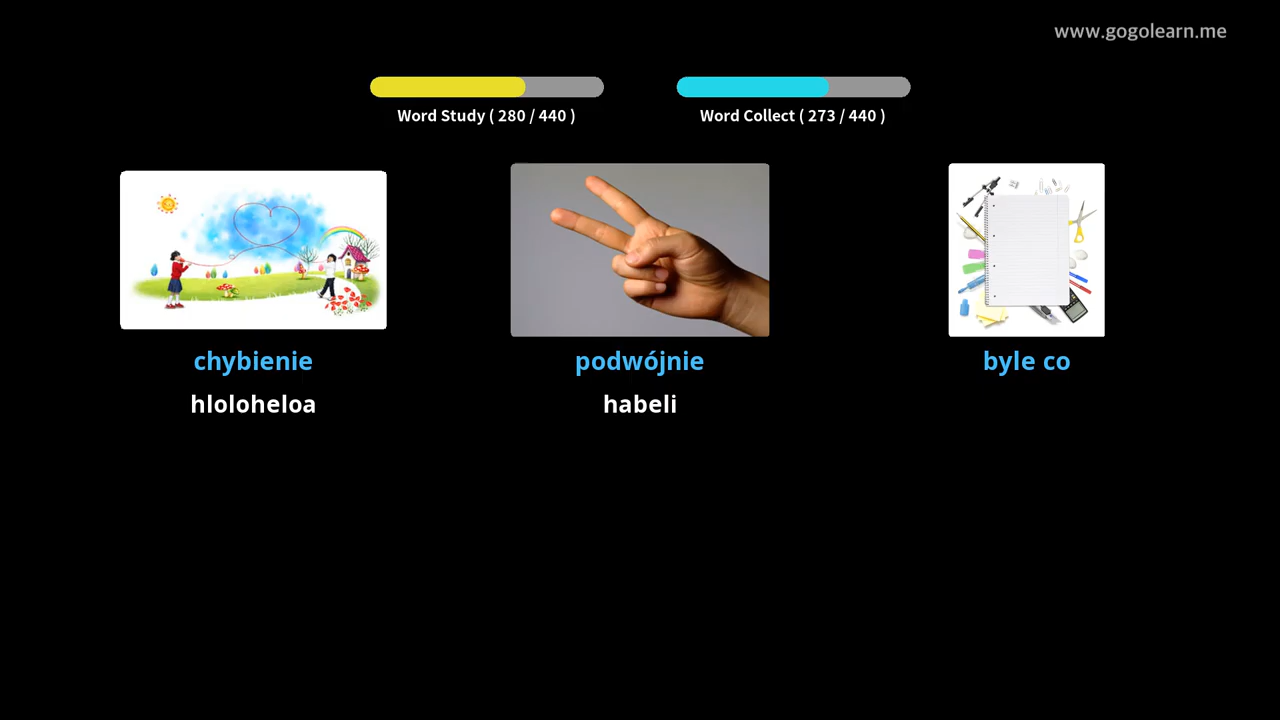 www.gogolearn.me
Word Study ( 280 / 440 )
Word Collect ( 273 / 440 )
chybienie
podwójnie
byle co
hloloheloa
habeli